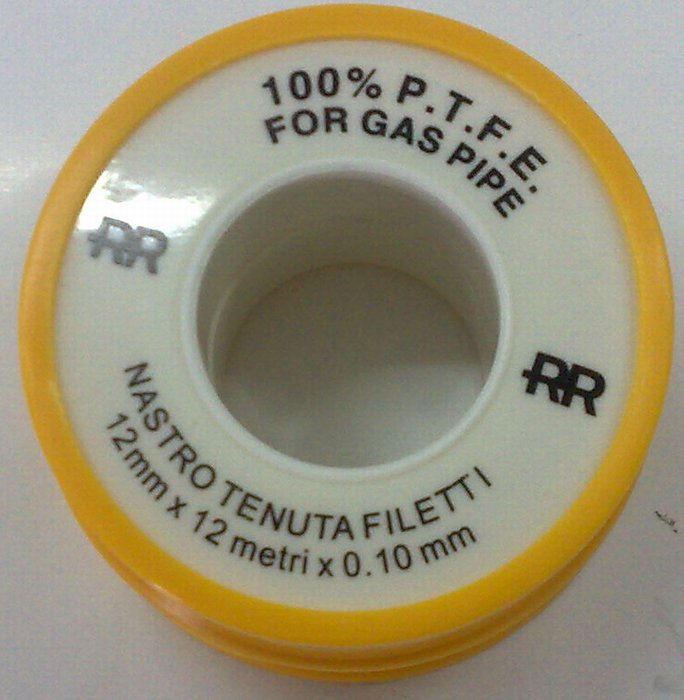 100% P.T.F.E.
FOR GAS PIPE
RR
RR
NASTRO TENUTA FILETTI
12mm x 12 metri x 0.10 mm